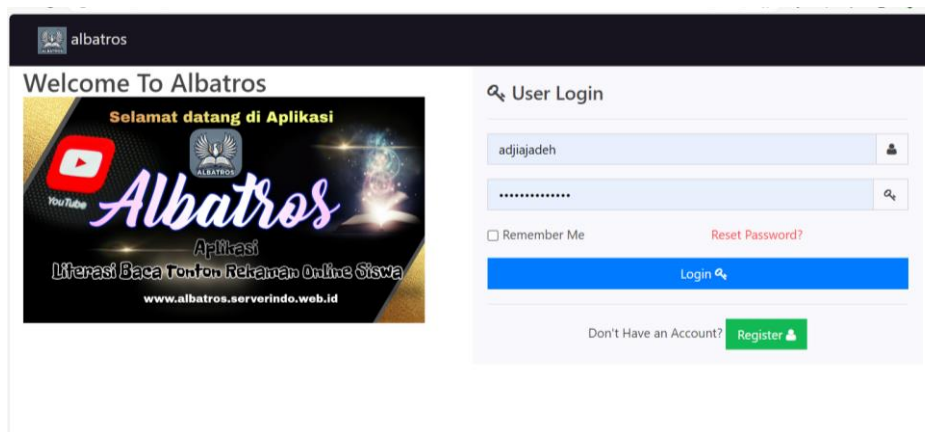 albatros
Welcome To Albatros
Selamat datang di Aplikasi
ALBATROS
YouTube
Albatros
Aplikasi
Literasi Baca Tonton Rekaman Online Siswa
www.albatros.serverindo.web.id
User Login
adjiajadeh
••••••••••••••
Remember Me
Reset Password?
Login
Don't Have an Account? Register